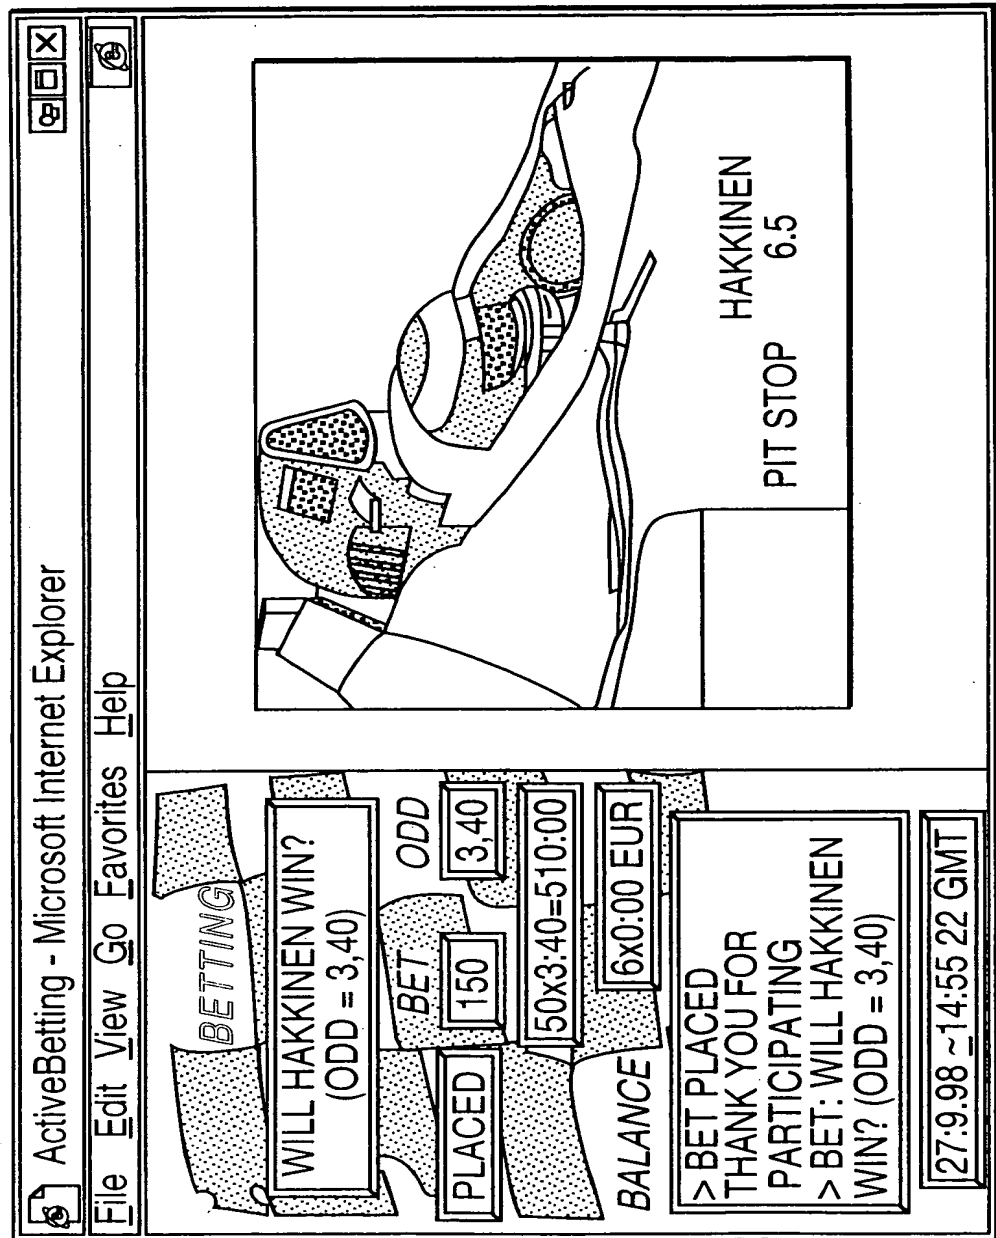 ActiveBetting - Microsoft Internet Explorer
File Edit View Go Favorites Help
BETTING
WILL HAKKINEN WIN?
(ODD = 3,40)
BET ODD
PLACED 150 3,40
50x3:40=510:00
BALANCE 6x0:00 EUR
> BET PLACED
THANK YOU FOR
PARTICIPATING
> BET: WILL HAKKINEN
WIN? (ODD = 3,40)
27:9.98 ~14:55 22 GMT
HAKKINEN
PIT STOP 6.5